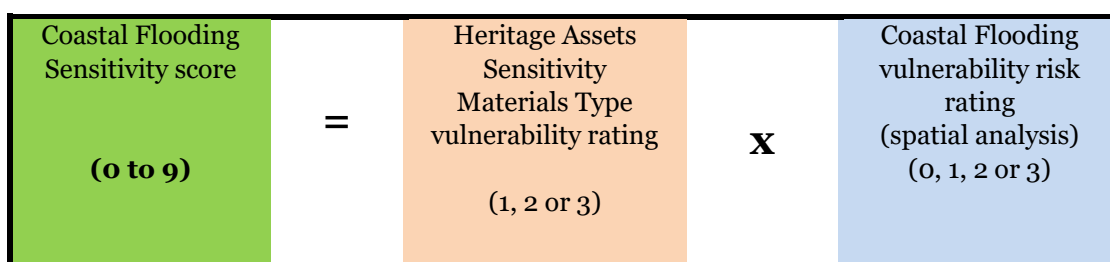 Coastal Flooding
Sensitivity score
(0 to 9)
=
Heritage Assets
Sensitivity
Materials Type
vulnerability rating
(1, 2 or 3)
x
Coastal Flooding
vulnerability risk
rating
(spatial analysis)
(0, 1, 2 or 3)